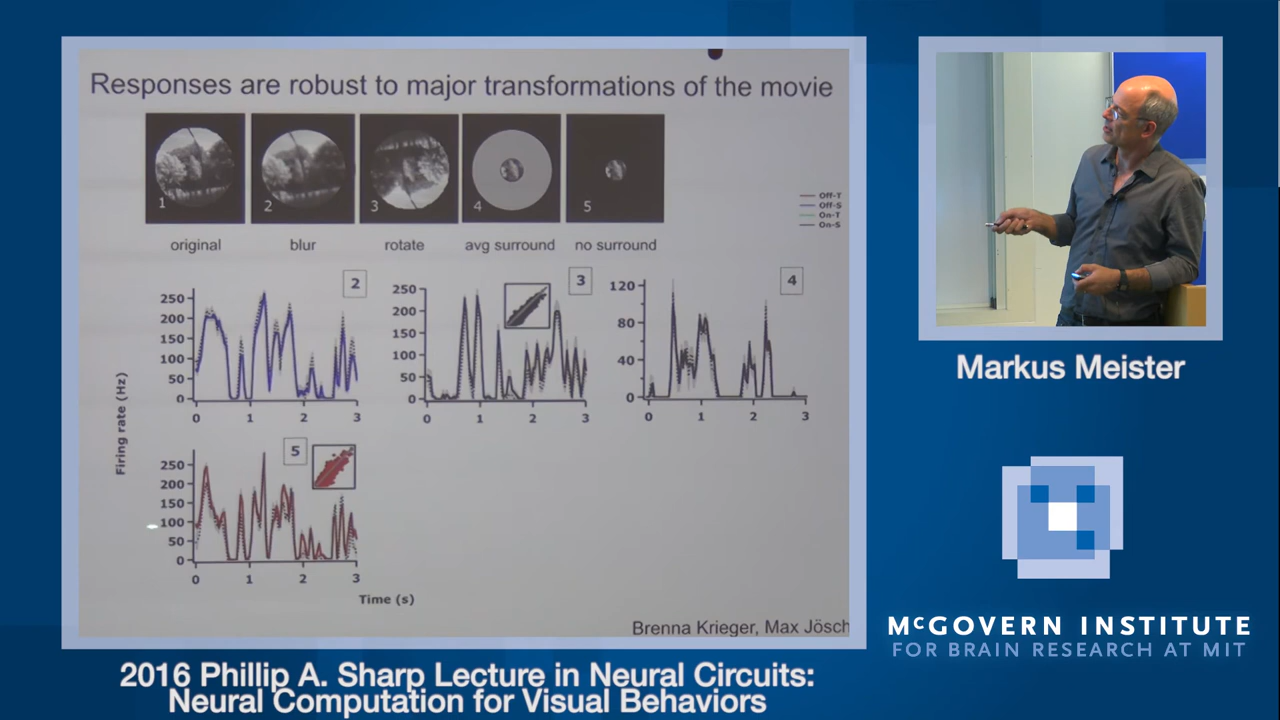 Responses are robust to major transformations of the movie
1 2 3 4 5
original blur rotate avg surround no surround
Off-T
Off-S
On-T
On-S
2
250
200
150
100
50
0
0 1 2 3
3
250
200
150
100
50
0
0 1 2 3
4
120
80
40
0
0 1 2 3
Firing rate (Hz)
5
250
200
150
100
50
0
0 1 2 3
Time (s)
Brenna Krieger, Max Jösch
Markus Meister
McGOVERN INSTITUTE
FOR BRAIN RESEARCH AT MIT
2016 Phillip A. Sharp Lecture in Neural Circuits:
Neural Computation for Visual Behaviors